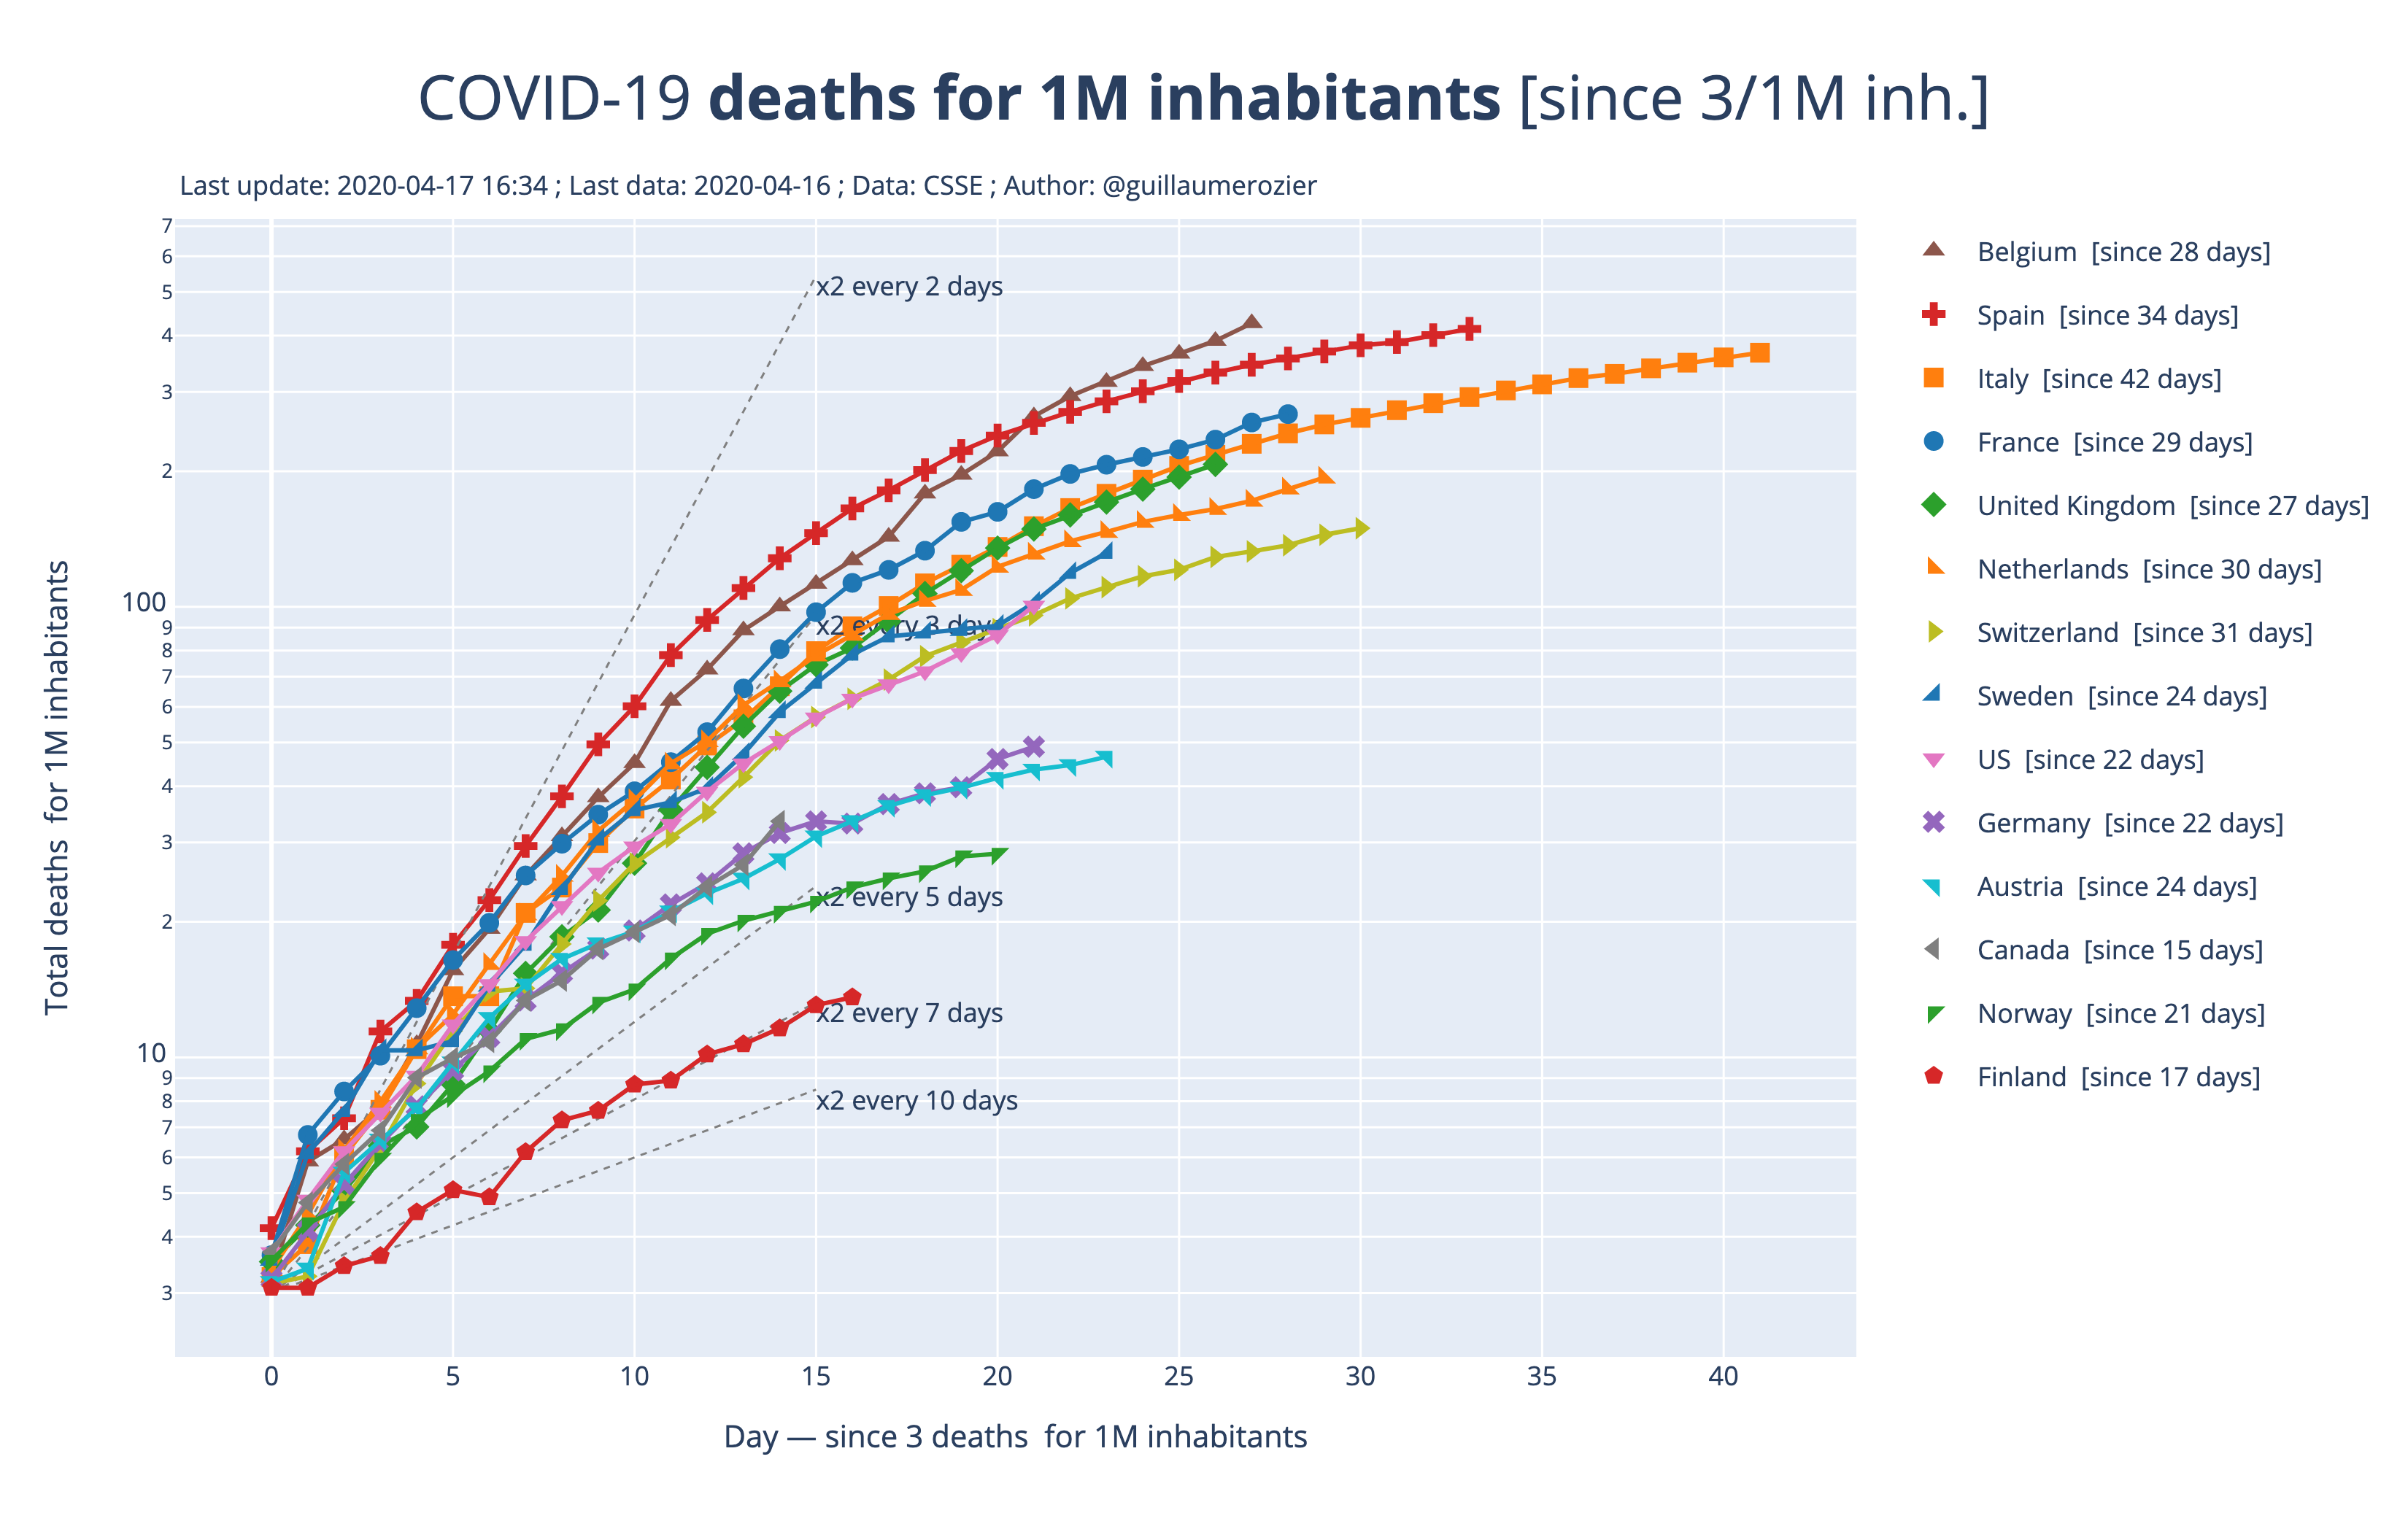 COVID-19 deaths for 1M inhabitants [since 3/1M inh.]
Last update: 2020-04-17 16:34 ; Last data: 2020-04-16 ; Data: CSSE ; Author: @guillaumerozier
Total deaths for 1M inhabitants
7
6
5
4
3
2
100
9
8
7
6
5
4
3
2
10
9
8
7
6
5
4
3
x2 every 2 days
x2 every 3 days
x2 every 5 days
x2 every 7 days
x2 every 10 days
0 5 10 15 20 25 30 35 40
Day — since 3 deaths for 1M inhabitants
Belgium [since 28 days]
Spain [since 34 days]
Italy [since 42 days]
France [since 29 days]
United Kingdom [since 27 days]
Netherlands [since 30 days]
Switzerland [since 31 days]
Sweden [since 24 days]
US [since 22 days]
Germany [since 22 days]
Austria [since 24 days]
Canada [since 15 days]
Norway [since 21 days]
Finland [since 17 days]